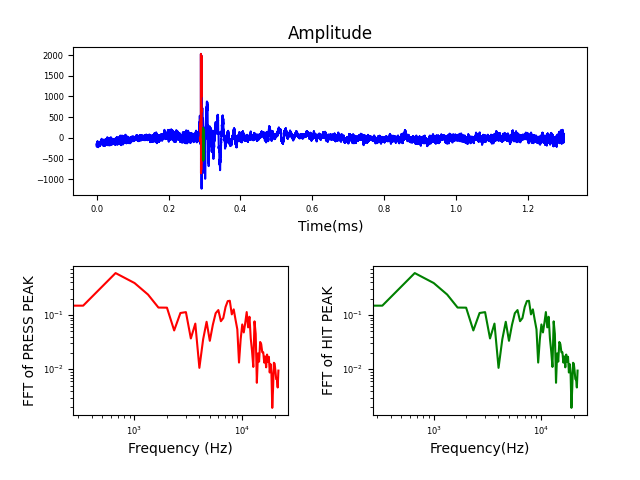 Amplitude
2000
1500
1000
500
0
−500
−1000
0.0 0.2 0.4 0.6 0.8 1.0 1.2
Time(ms)
FFT of PRESS PEAK
10⁻¹
10⁻²
10³ 10⁴
Frequency (Hz)
FFT of HIT PEAK
10⁻¹
10⁻²
10³ 10⁴
Frequency(Hz)